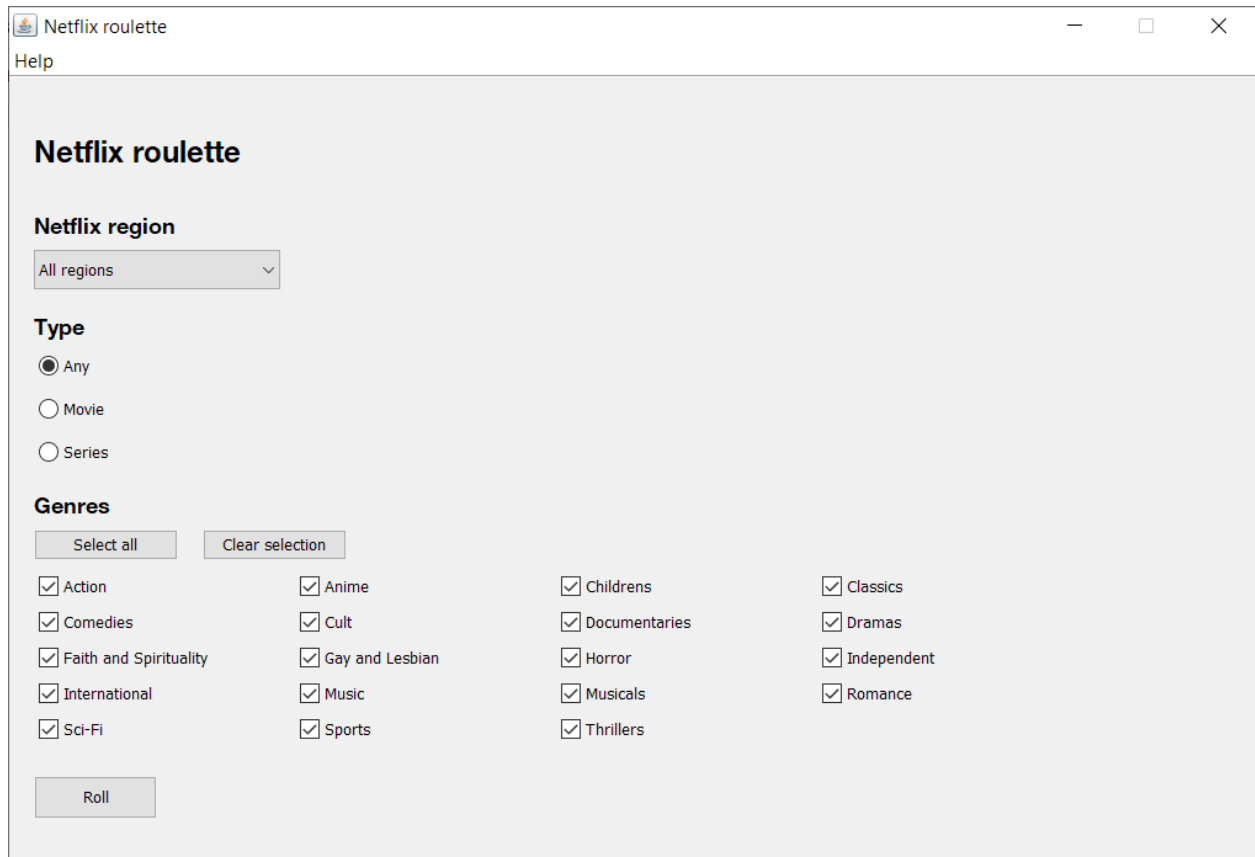 Netflix roulette
Help
Netflix roulette
Netflix region
All regions
Type
Any
Movie
Series
Genres
Select all Clear selection
Action Anime Childrens Classics
Comedies Cult Documentaries Dramas
Faith and Spirituality Gay and Lesbian Horror Independent
International Music Musicals Romance
Sci-Fi Sports Thrillers
Roll